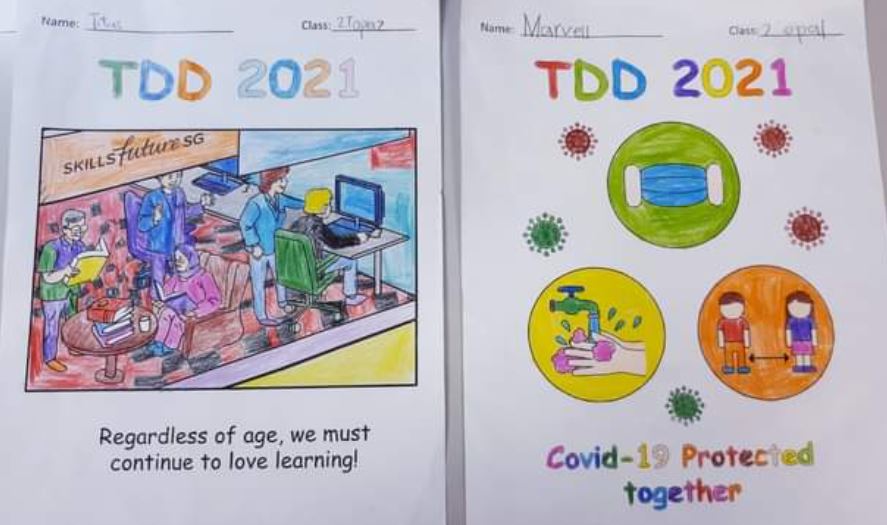 Name: Titus Class: 2Topaz
TDD 2021
SKILLSfuture SG
Regardless of age, we must
continue to love learning!
Name: Marvell Class: 2 opal
TDD 2021
Covid-19 Protected
together